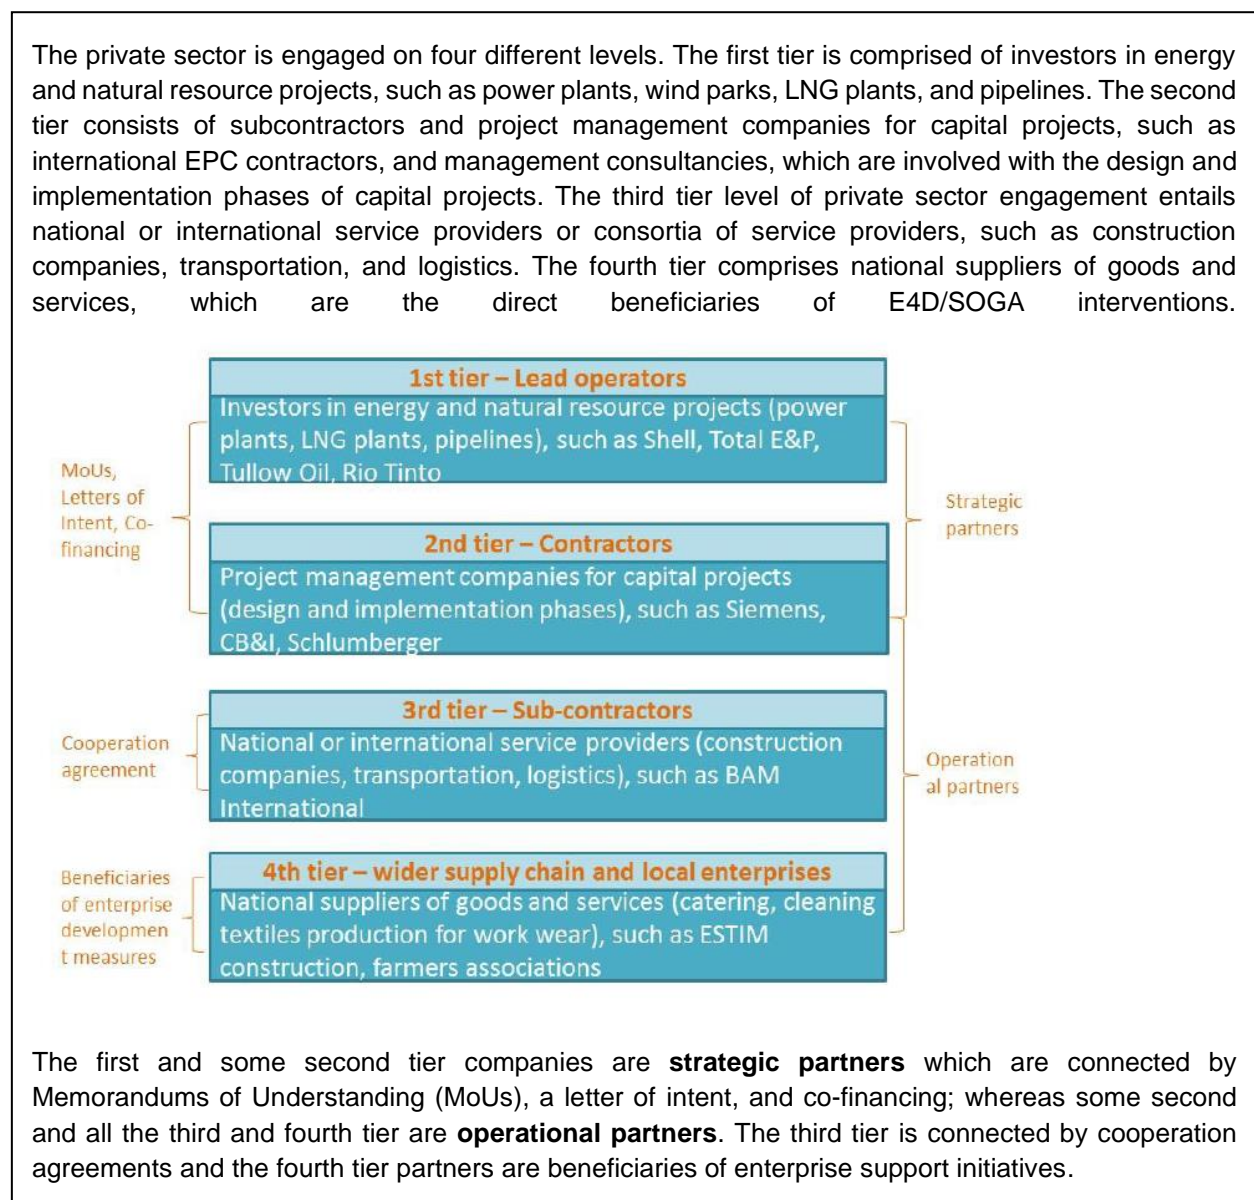 The private sector is engaged on four different levels. The first tier is comprised of investors in energy
and natural resource projects, such as power plants, wind parks, LNG plants, and pipelines. The second
tier consists of subcontractors and project management companies for capital projects, such as
international EPC contractors, and management consultancies, which are involved with the design and
implementation phases of capital projects. The third tier level of private sector engagement entails
national or international service providers or consortia of service providers, such as construction
companies, transportation, and logistics. The fourth tier comprises national suppliers of goods and
services, which are the direct beneficiaries of E4D/SOGA interventions.
1st tier – Lead operators
Investors in energy and natural resource projects (power
plants, LNG plants, pipelines), such as Shell, Total E&P,
Tullow Oil, Rio Tinto
MoUs,
Letters of
Intent, Co-
financing
Strategic
partners
2nd tier – Contractors
Project management companies for capital projects
(design and implementation phases), such as Siemens,
CB&I, Schlumberger
3rd tier – Sub-contractors
National or international service providers (construction
companies, transportation, logistics), such as BAM
International
Cooperation
agreement
Operation
al partners
4th tier – wider supply chain and local enterprises
National suppliers of goods and services (catering, cleaning
textiles production for work wear), such as ESTIM
construction, farmers associations
Beneficiaries
of enterprise
developmen
t measures
The first and some second tier companies are strategic partners which are connected by
Memorandums of Understanding (MoUs), a letter of intent, and co-financing; whereas some second
and all the third and fourth tier are operational partners. The third tier is connected by cooperation
agreements and the fourth tier partners are beneficiaries of enterprise support initiatives.